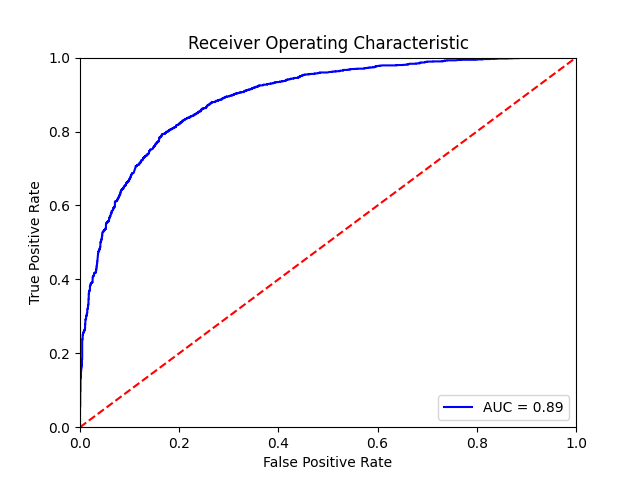 Receiver Operating Characteristic
True Positive Rate
1.0
0.8
0.6
0.4
0.2
0.0
0.0 0.2 0.4 0.6 0.8 1.0
False Positive Rate
AUC = 0.89